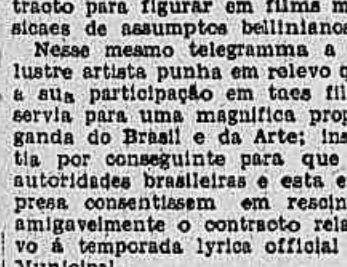 tracto para figurar em films m
sicaes de assumptos bellinianos
Nesse mesmo telegramma a
lustre artista punha em relevo q
a sua participação em taes fil
servia para uma magnifica prop
ganda do Brasil e da Arte; ins
tia por conseguinte para que
autoridades brasileiras e esta e
presa consentissem em rescin
amigavelmente o contracto rela
vo á temporada lyrica official
Municipal